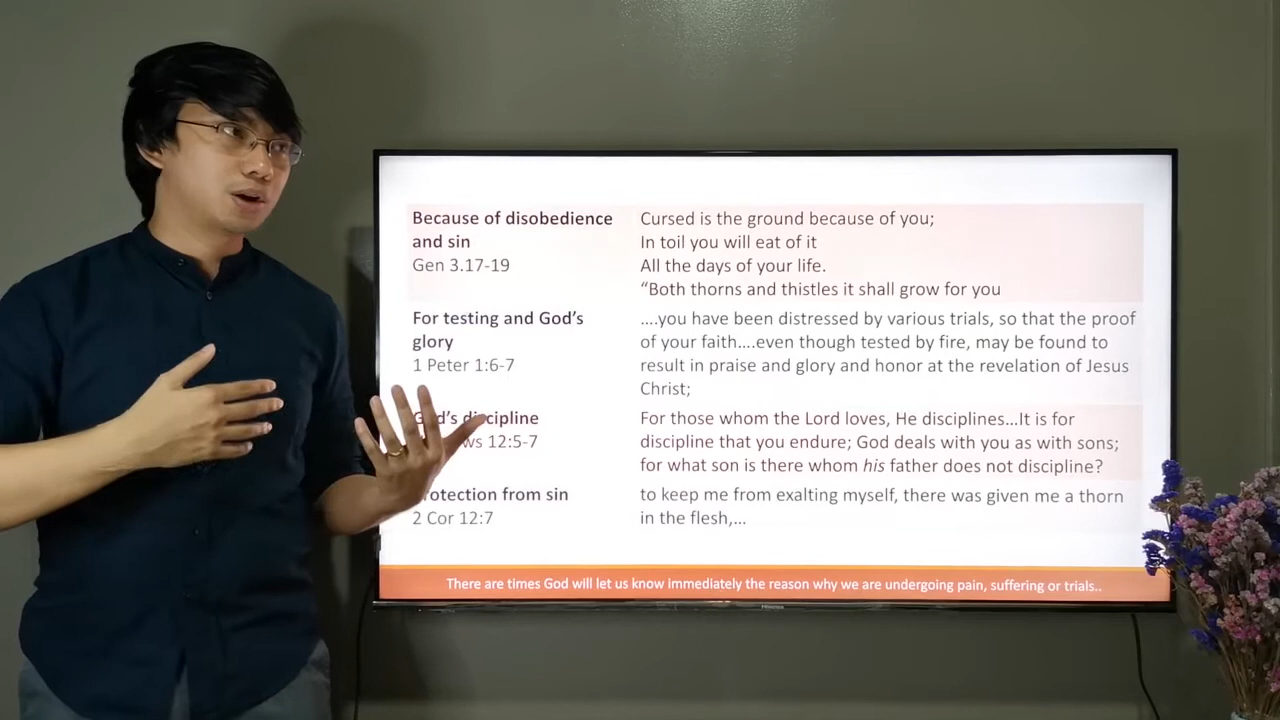 Because of disobedience
and sin
Gen 3.17-19
Cursed is the ground because of you;
In toil you will eat of it
All the days of your life.
“Both thorns and thistles it shall grow for you
For testing and God’s
glory
1 Peter 1:6-7
....you have been distressed by various trials, so that the proof
of your faith....even though tested by fire, may be found to
result in praise and glory and honor at the revelation of Jesus
Christ;
discipline
12:5-7
For those whom the Lord loves, He disciplines...It is for
discipline that you endure; God deals with you as with sons;
for what son is there whom his father does not discipline?
from sin
2 Cor 12:7
to keep me from exalting myself, there was given me a thorn
in the flesh,...
There are times God will let us know immediately the reason why we are undergoing pain, suffering or trials..
Hisense